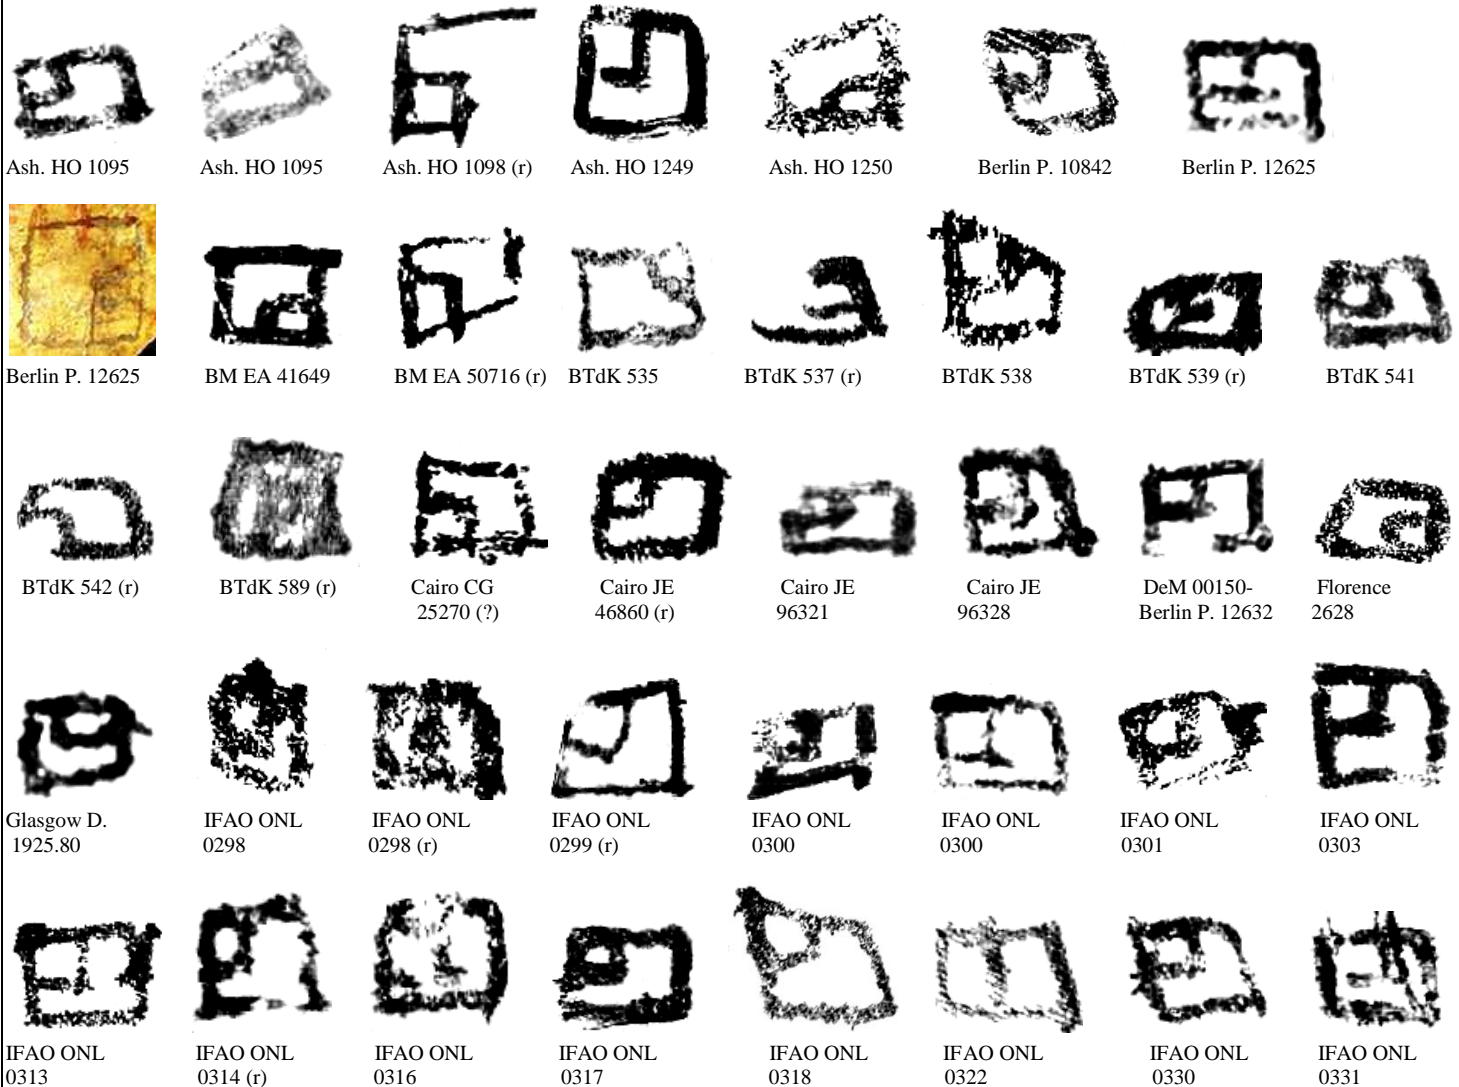 Ash. HO 1095 Ash. HO 1095 Ash. HO 1098 (r) Ash. HO 1249 Ash. HO 1250 Berlin P. 10842 Berlin P. 12625
Berlin P. 12625 BM EA 41649 BM EA 50716 (r) BTdK 535 BTdK 537 (r) BTdK 538 BTdK 539 (r) BTdK 541
BTdK 542 (r) BTdK 589 (r) Cairo CG Cairo JE Cairo JE Cairo JE DeM 00150- Florence
25270 (?) 46860 (r) 96321 96328 Berlin P. 12632 2628
Glasgow D. IFAO ONL IFAO ONL IFAO ONL IFAO ONL IFAO ONL IFAO ONL IFAO ONL
1925.80 0298 0298 (r) 0299 (r) 0300 0300 0301 0303
IFAO ONL IFAO ONL IFAO ONL IFAO ONL IFAO ONL IFAO ONL IFAO ONL IFAO ONL
0313 0314 (r) 0316 0317 0318 0322 0330 0331